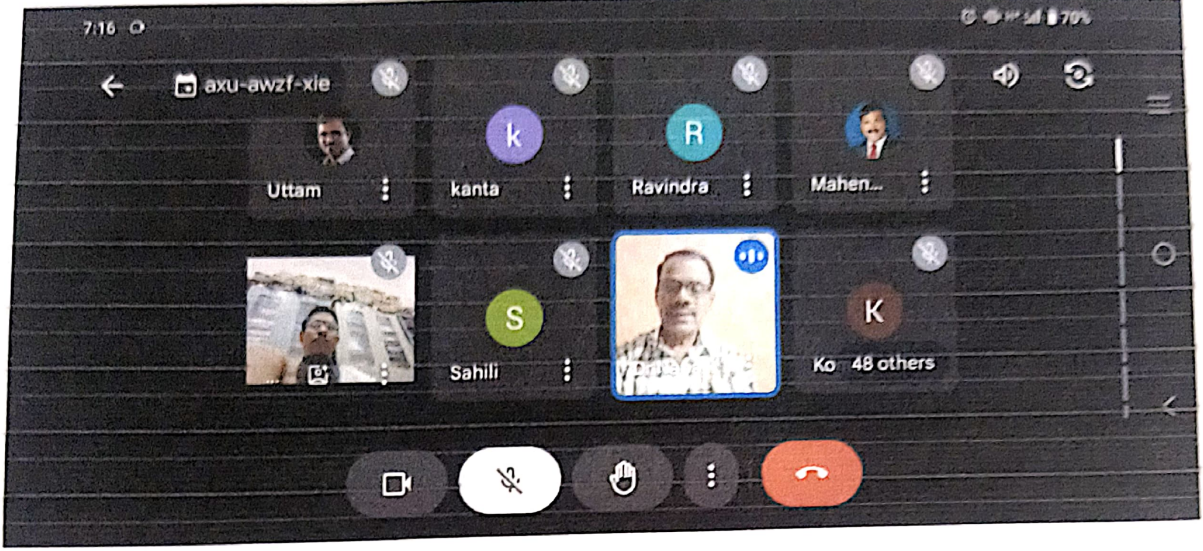 7:16 70%
axu-awzf-xie
k R
Uttam kanta Ravindra Mahen...
S K
Sahili Ko 48 others